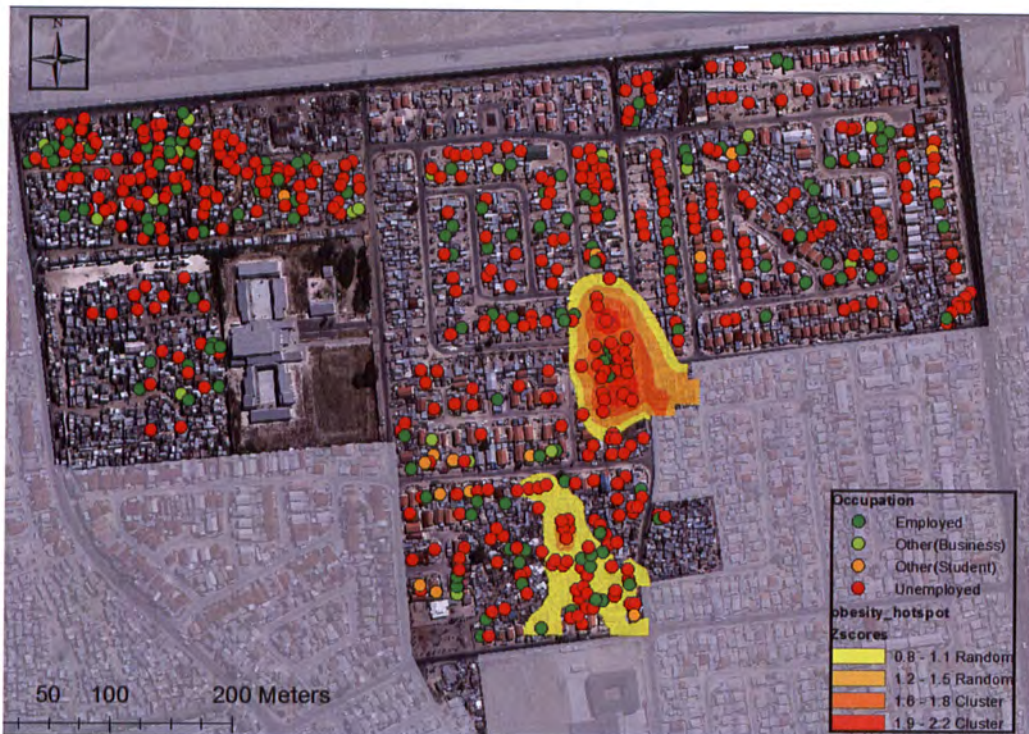 N
Occupation
Employed
Other(Business)
Other(Student)
Unemployed
obesity_hotspot
Zscores
0.8 - 1.1 Random
1.2 - 1.5 Random
1.6 - 1.8 Cluster
1.9 - 2.2 Cluster
50 100 200 Meters